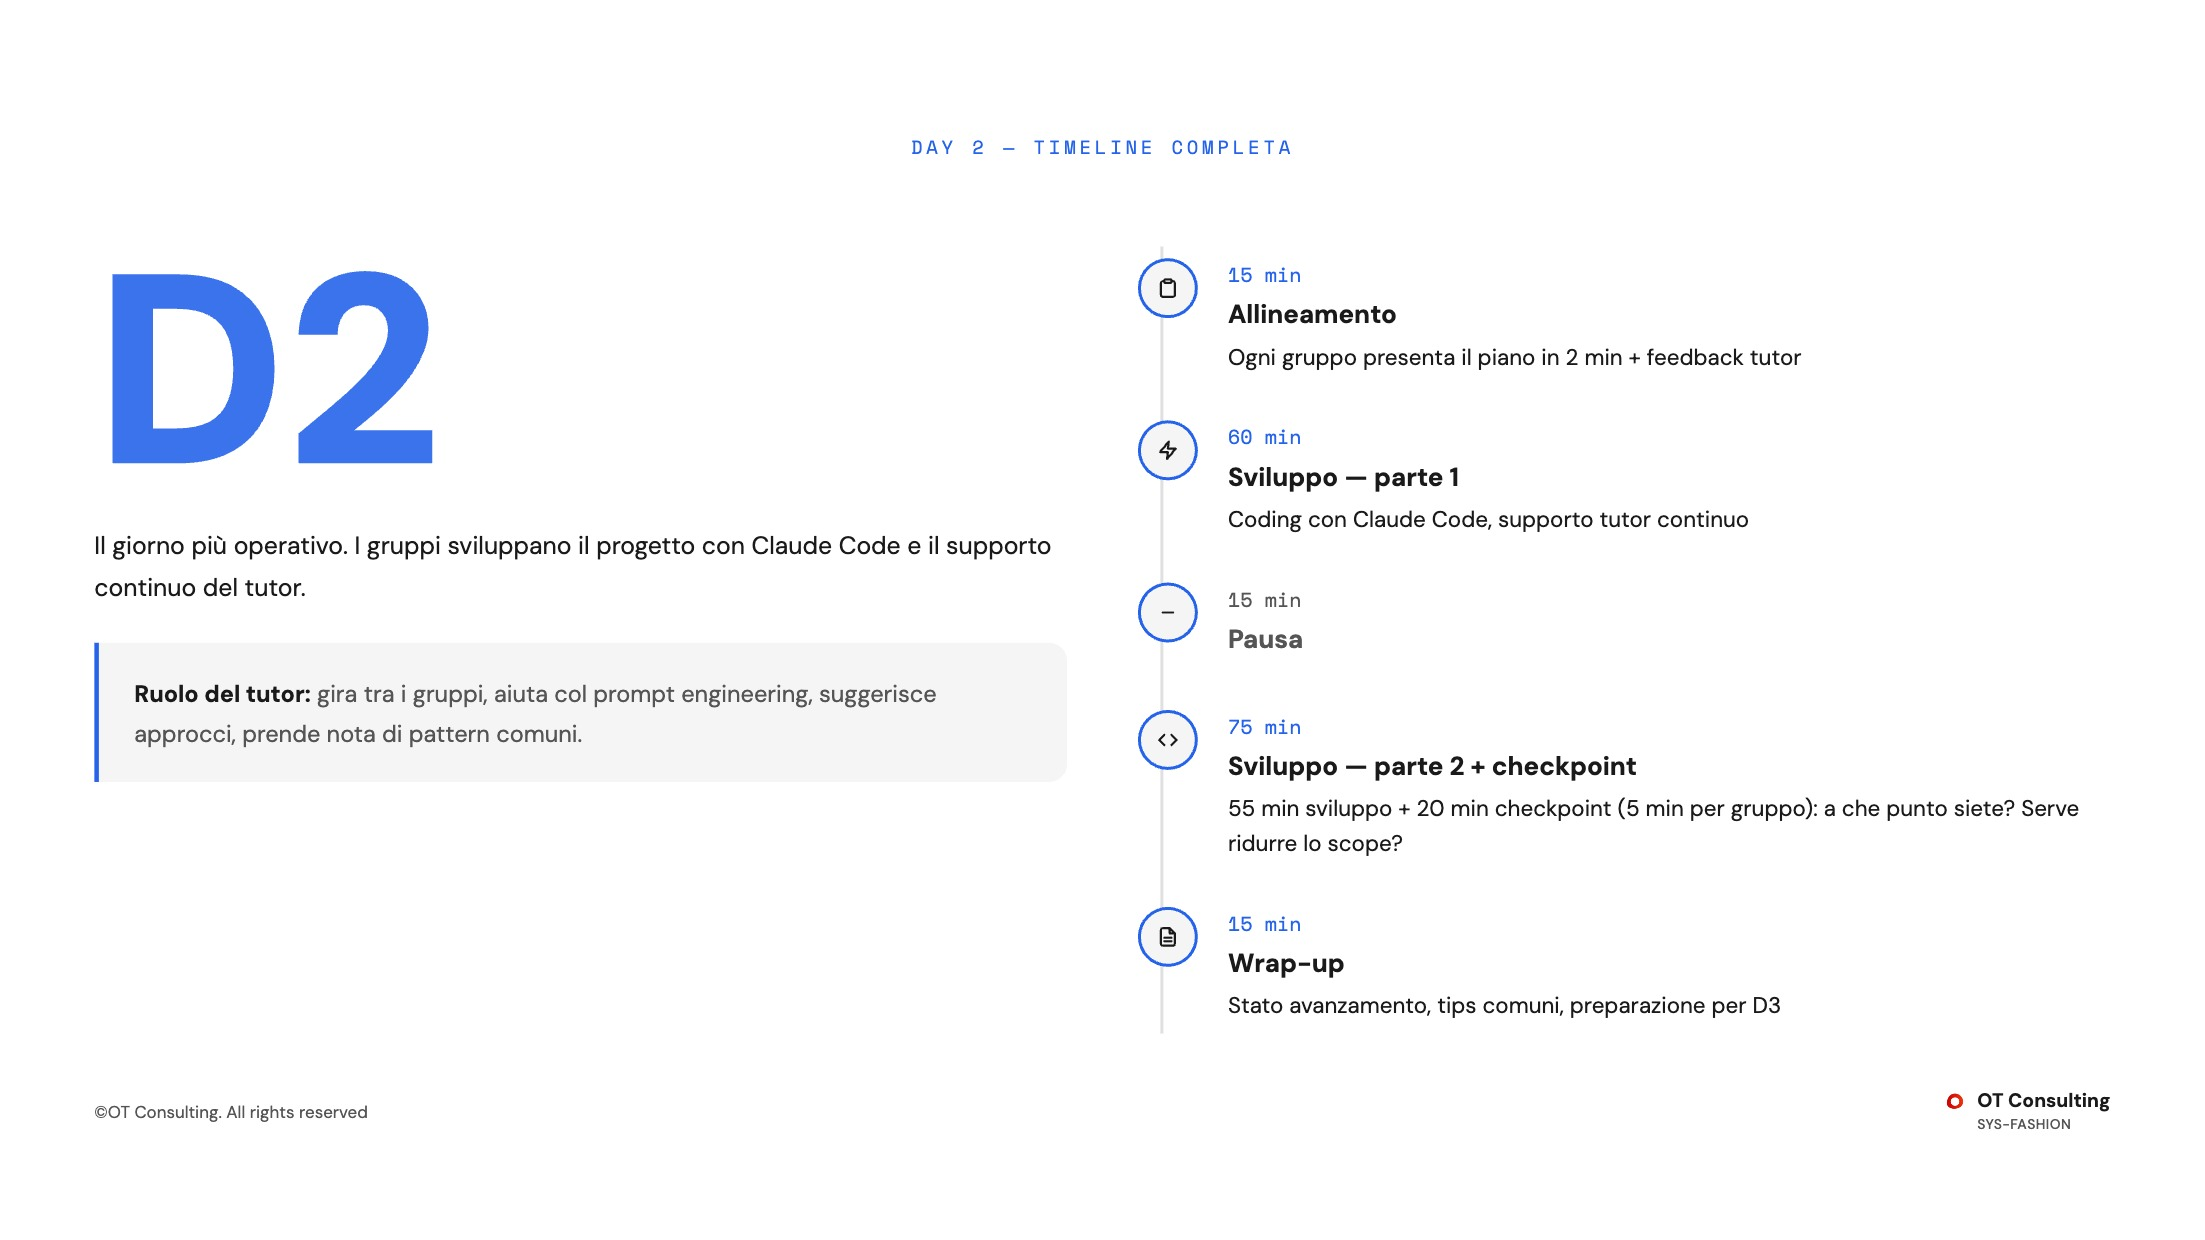 DAY 2 — TIMELINE COMPLETA
D2
Il giorno più operativo. I gruppi sviluppano il progetto con Claude Code e il supporto
continuo del tutor.
Ruolo del tutor: gira tra i gruppi, aiuta col prompt engineering, suggerisce
approcci, prende nota di pattern comuni.
15 min
Allineamento
Ogni gruppo presenta il piano in 2 min + feedback tutor
60 min
Sviluppo — parte 1
Coding con Claude Code, supporto tutor continuo
15 min
Pausa
75 min
Sviluppo — parte 2 + checkpoint
55 min sviluppo + 20 min checkpoint (5 min per gruppo): a che punto siete? Serve
ridurre lo scope?
15 min
Wrap-up
Stato avanzamento, tips comuni, preparazione per D3
©OT Consulting. All rights reserved
OT Consulting
SYS-FASHION